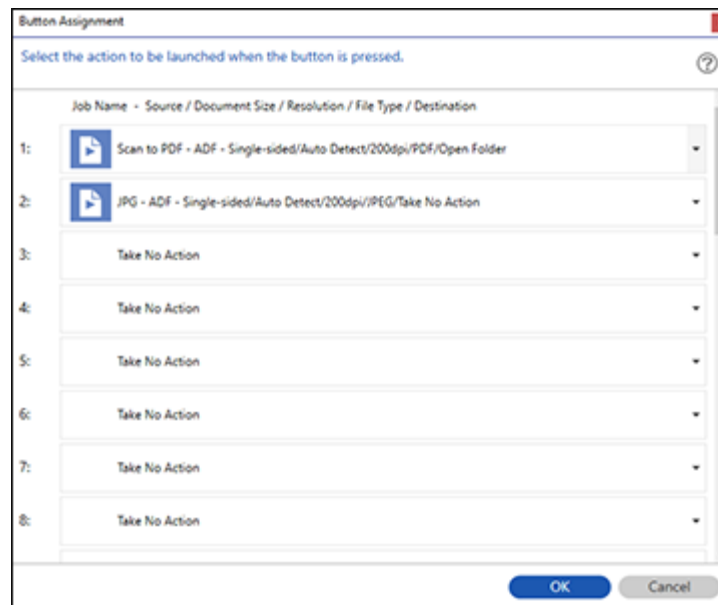 Button Assignment
Select the action to be launched when the button is pressed.
?
Job Name - Source / Document Size / Resolution / File Type / Destination
1: Scan to PDF - ADF - Single-sided/Auto Detect/200dpi/PDF/Open Folder
2: JPG - ADF - Single-sided/Auto Detect/200dpi/JPEG/Take No Action
3: Take No Action
4: Take No Action
5: Take No Action
6: Take No Action
7: Take No Action
8: Take No Action
OK Cancel